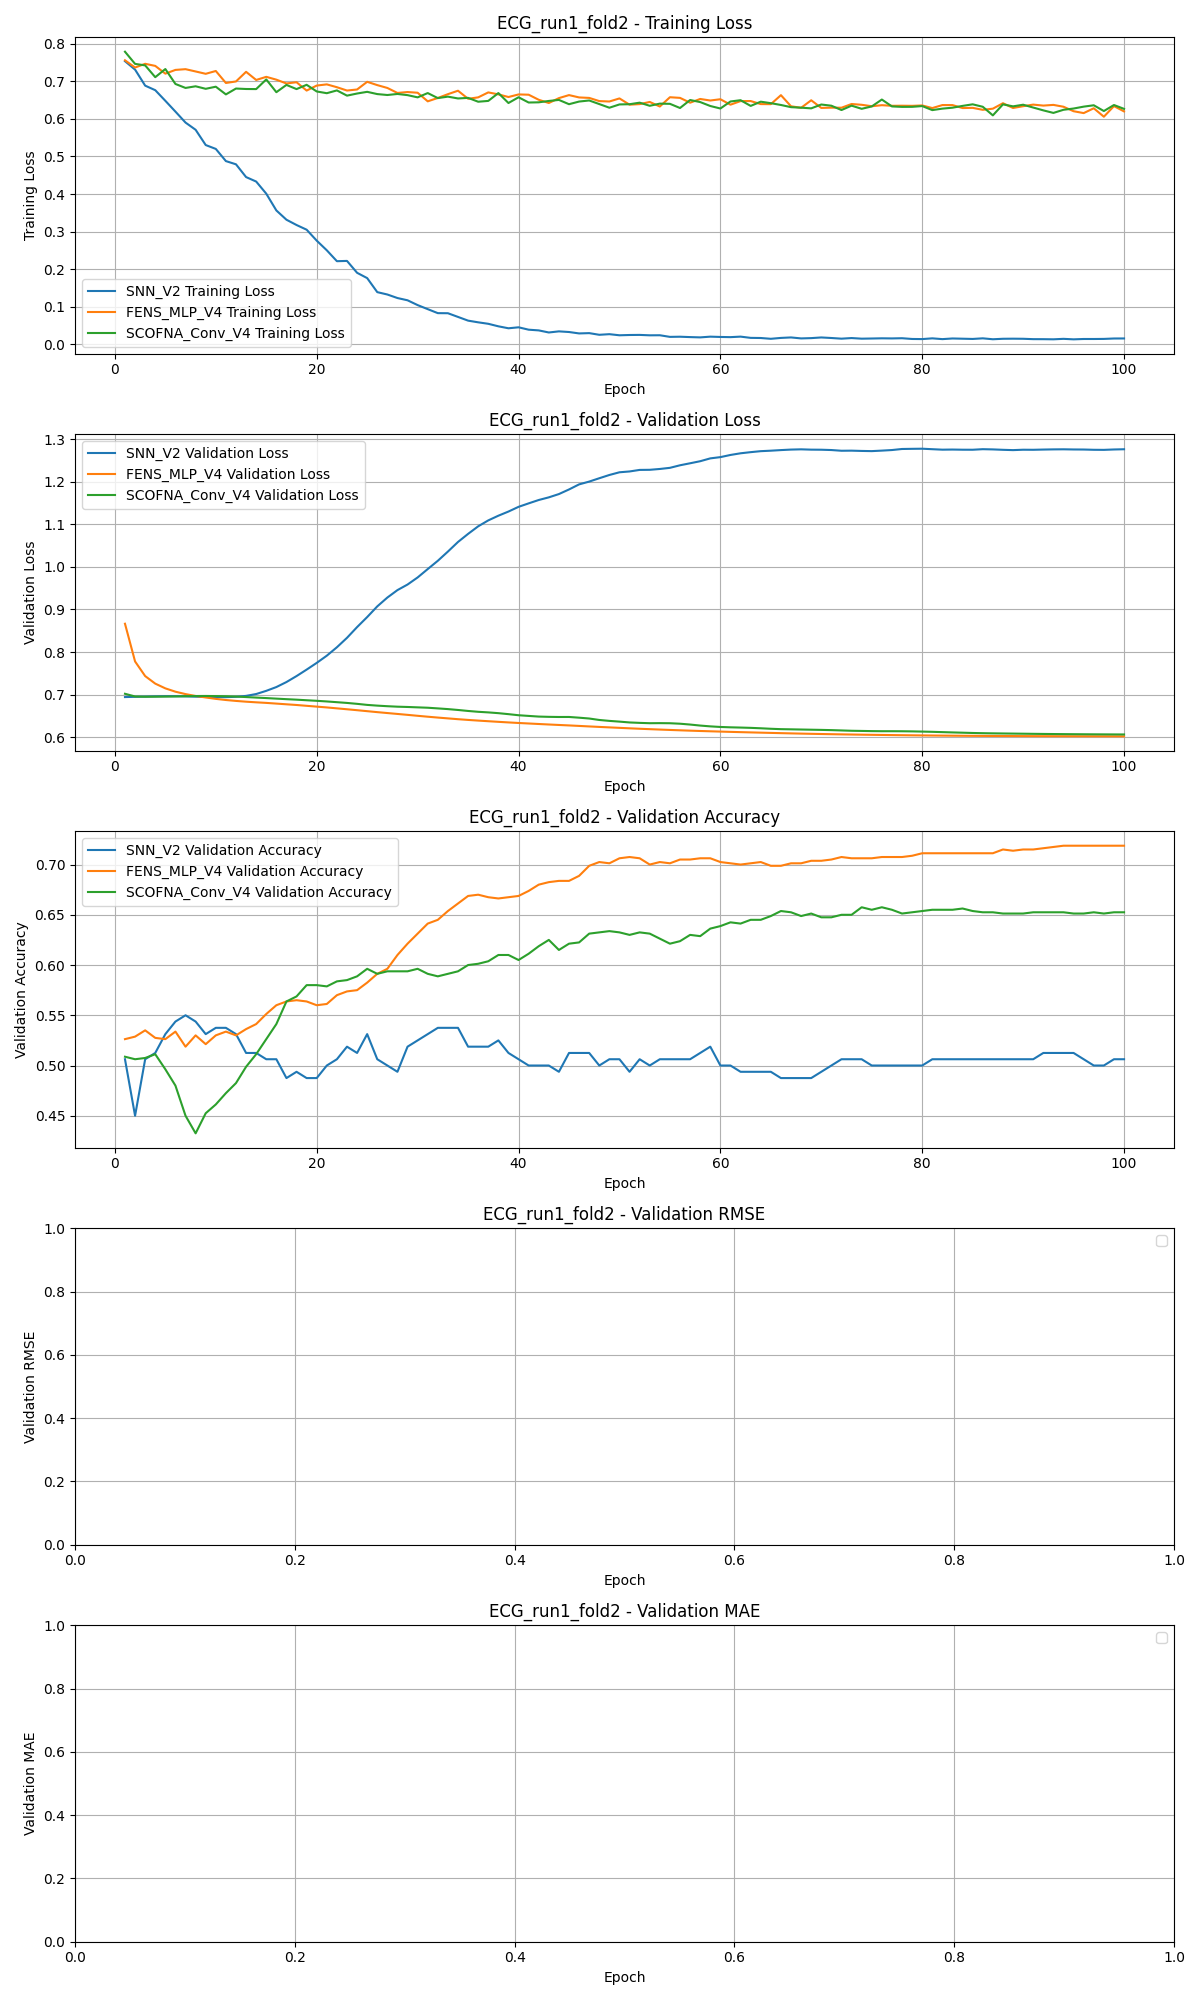 ECG_run1_fold2 - Training Loss
Training Loss
0.8
0.7
0.6
0.5
0.4
0.3
0.2
0.1
0.0
SNN_V2 Training Loss
FENS_MLP_V4 Training Loss
SCOFNA_Conv_V4 Training Loss
0 20 40 60 80 100
Epoch
ECG_run1_fold2 - Validation Loss
Validation Loss
1.3
1.2
1.1
1.0
0.9
0.8
0.7
0.6
SNN_V2 Validation Loss
FENS_MLP_V4 Validation Loss
SCOFNA_Conv_V4 Validation Loss
0 20 40 60 80 100
Epoch
ECG_run1_fold2 - Validation Accuracy
Validation Accuracy
0.70
0.65
0.60
0.55
0.50
0.45
SNN_V2 Validation Accuracy
FENS_MLP_V4 Validation Accuracy
SCOFNA_Conv_V4 Validation Accuracy
0 20 40 60 80 100
Epoch
ECG_run1_fold2 - Validation RMSE
Validation RMSE
1.0
0.8
0.6
0.4
0.2
0.0
0.0 0.2 0.4 0.6 0.8 1.0
Epoch
ECG_run1_fold2 - Validation MAE
Validation MAE
1.0
0.8
0.6
0.4
0.2
0.0
0.0 0.2 0.4 0.6 0.8 1.0
Epoch